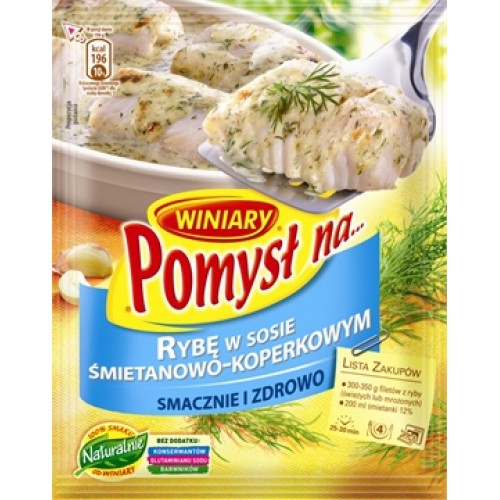 kcal
196
10%
WINIARY
Pomysł na...
RYBĘ W SOSIE
ŚMIETANOWO-KOPERKOWYM
SMACZNIE I ZDROWO
LISTA ZAKUPÓW
• 300-350 g filetów z ryby
(świeżych lub mrożonych)
• 200 ml śmietanki 12%
25-30 min
4
100% SMAKU
Naturalnie
OD WINIARY
BEZ DODATKU:
KONSERWANTÓW
GLUTAMINIANU SODU
BARWNIKÓW